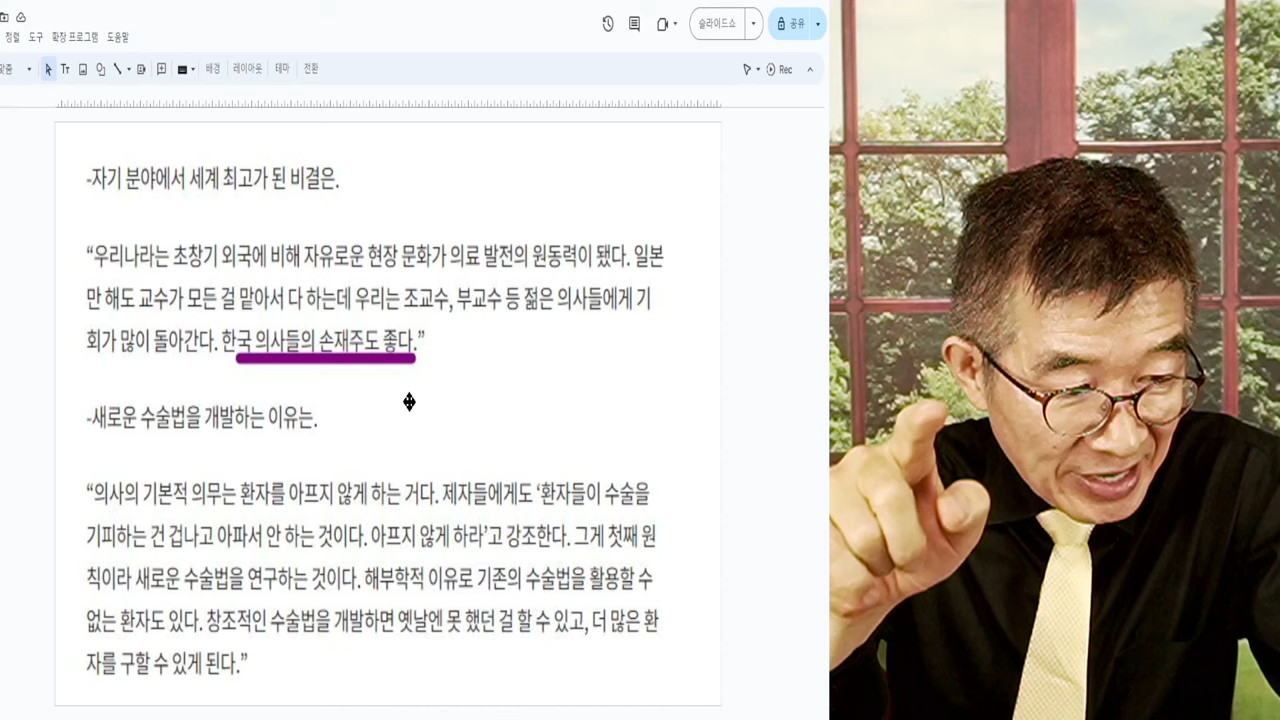 정렬 도구 확장 프로그램 도움말
슬라이드쇼
공유
맞춤
Tт
배경 레이아웃 테마 전환
Rec
-자기 분야에서 세계 최고가 된 비결은.
“우리나라는 초창기 외국에 비해 자유로운 현장 문화가 의료 발전의 원동력이 됐다. 일본
만 해도 교수가 모든 걸 맡아서 다 하는데 우리는 조교수, 부교수 등 젊은 의사들에게 기
회가 많이 돌아간다. 한국 의사들의 손재주도 좋다.”
-새로운 수술법을 개발하는 이유는.
“의사의 기본적 의무는 환자를 아프지 않게 하는 거다. 제자들에게도 ‘환자들이 수술을
기피하는 건 겁나고 아파서 안 하는 것이다. 아프지 않게 하라’고 강조한다. 그게 첫째 원
칙이라 새로운 수술법을 연구하는 것이다. 해부학적 이유로 기존의 수술법을 활용할 수
없는 환자도 있다. 창조적인 수술법을 개발하면 옛날엔 못 했던 걸 할 수 있고, 더 많은 환
자를 구할 수 있게 된다.”